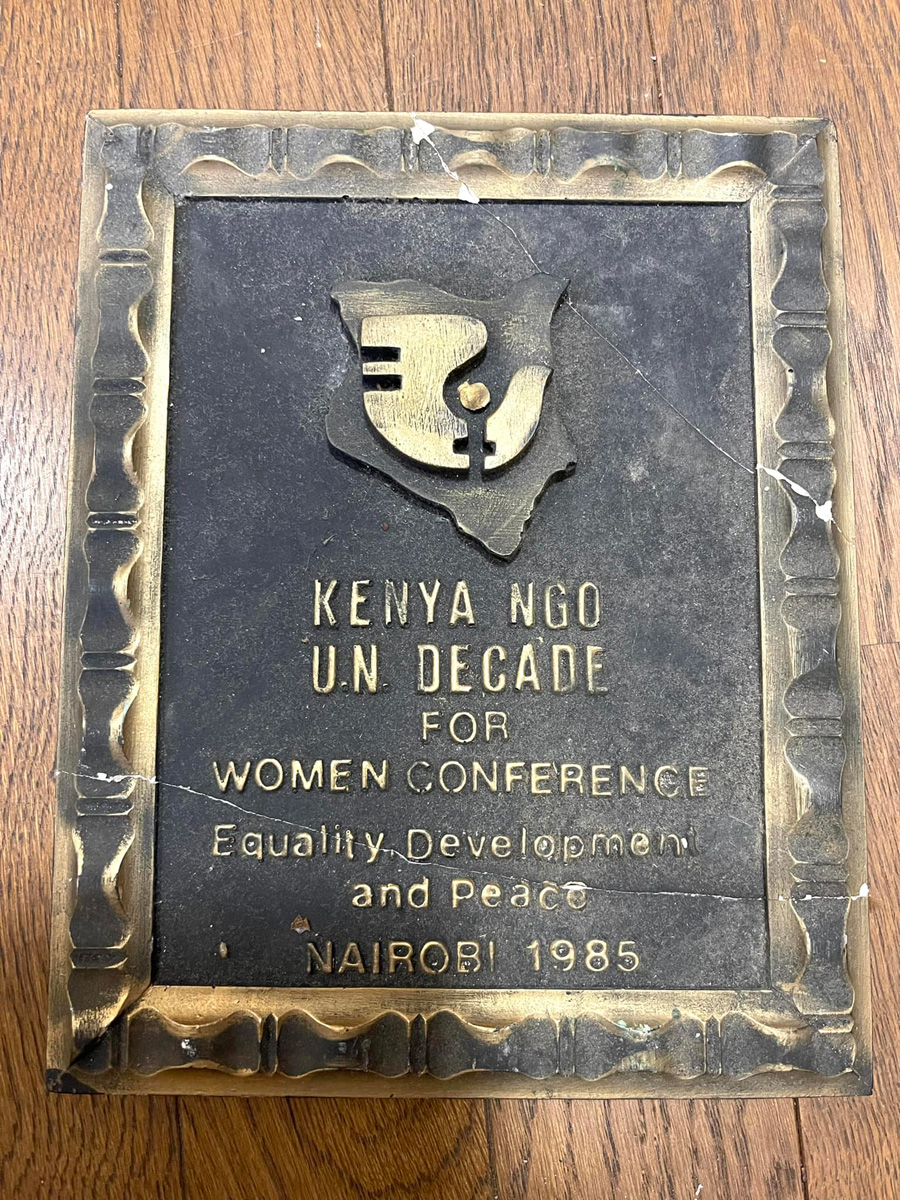 KENYA NGO
U.N. DECADE
FOR
WOMEN CONFERENCE
Equality, Development
and Peace
NAIROBI 1985